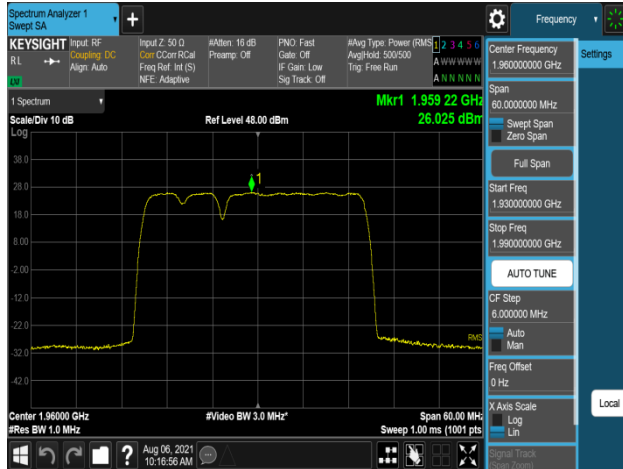 Spectrum Analyzer 1
Swept SA
+
Frequency
KEYSIGHT
RL
Input: RF
Coupling: DC
Align: Auto
Input Z: 50 Ω
Corr CCorr RCal
Freq Ref: Int (S)
NFE: Adaptive
#Atten: 16 dB
Preamp: Off
PNO: Fast
Gate: Off
IF Gain: Low
Sig Track: Off
#Avg Type: Power (RMS
Avg|Hold: 500/500
Trig: Free Run
1 2 3 4 5 6
A W W W W W
A N N N N N
1 Spectrum
Mkr1 1.959 22 GHz
26.025 dBm
Scale/Div 10 dB
Ref Level 48.00 dBm
Log
38.0
28.0
18.0
8.00
-2.00
-12.0
-22.0
-32.0
-42.0
1
RMS
Center 1.96000 GHz
#Res BW 1.0 MHz
#Video BW 3.0 MHz*
Span 60.00 MHz
Sweep 1.00 ms (1001 pts
?
Aug 06, 2021
10:16:56 AM
Center Frequency
1.960000000 GHz
Span
60.0000000 MHz
Swept Span
Zero Span
Full Span
Start Freq
1.930000000 GHz
Stop Freq
1.990000000 GHz
AUTO TUNE
CF Step
6.000000 MHz
Auto
Man
Freq Offset
0 Hz
X Axis Scale
Log
Lin
Signal Track
(Span Zoom)
Settings
Local